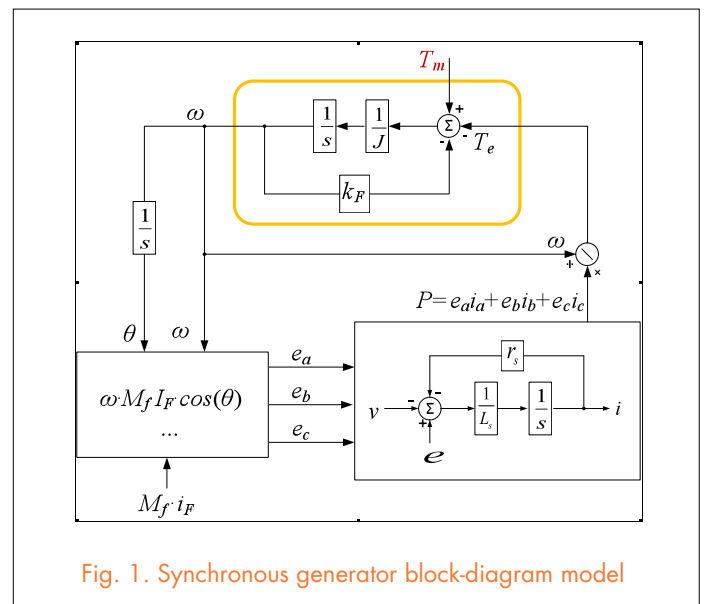 T_m
ω
1/s
1/J
Σ
+
-
-
T_e
k_F
1/s
ω
+
×
P=e_a i_a+e_b i_b+e_c i_c
θ
ω
e_a
e_b
e_c
ω·M_f I_F·cos(θ)
...
M_f·i_F
r_s
-
-
v
Σ
+
1/L_s
1/s
i
e
Fig. 1. Synchronous generator block-diagram model